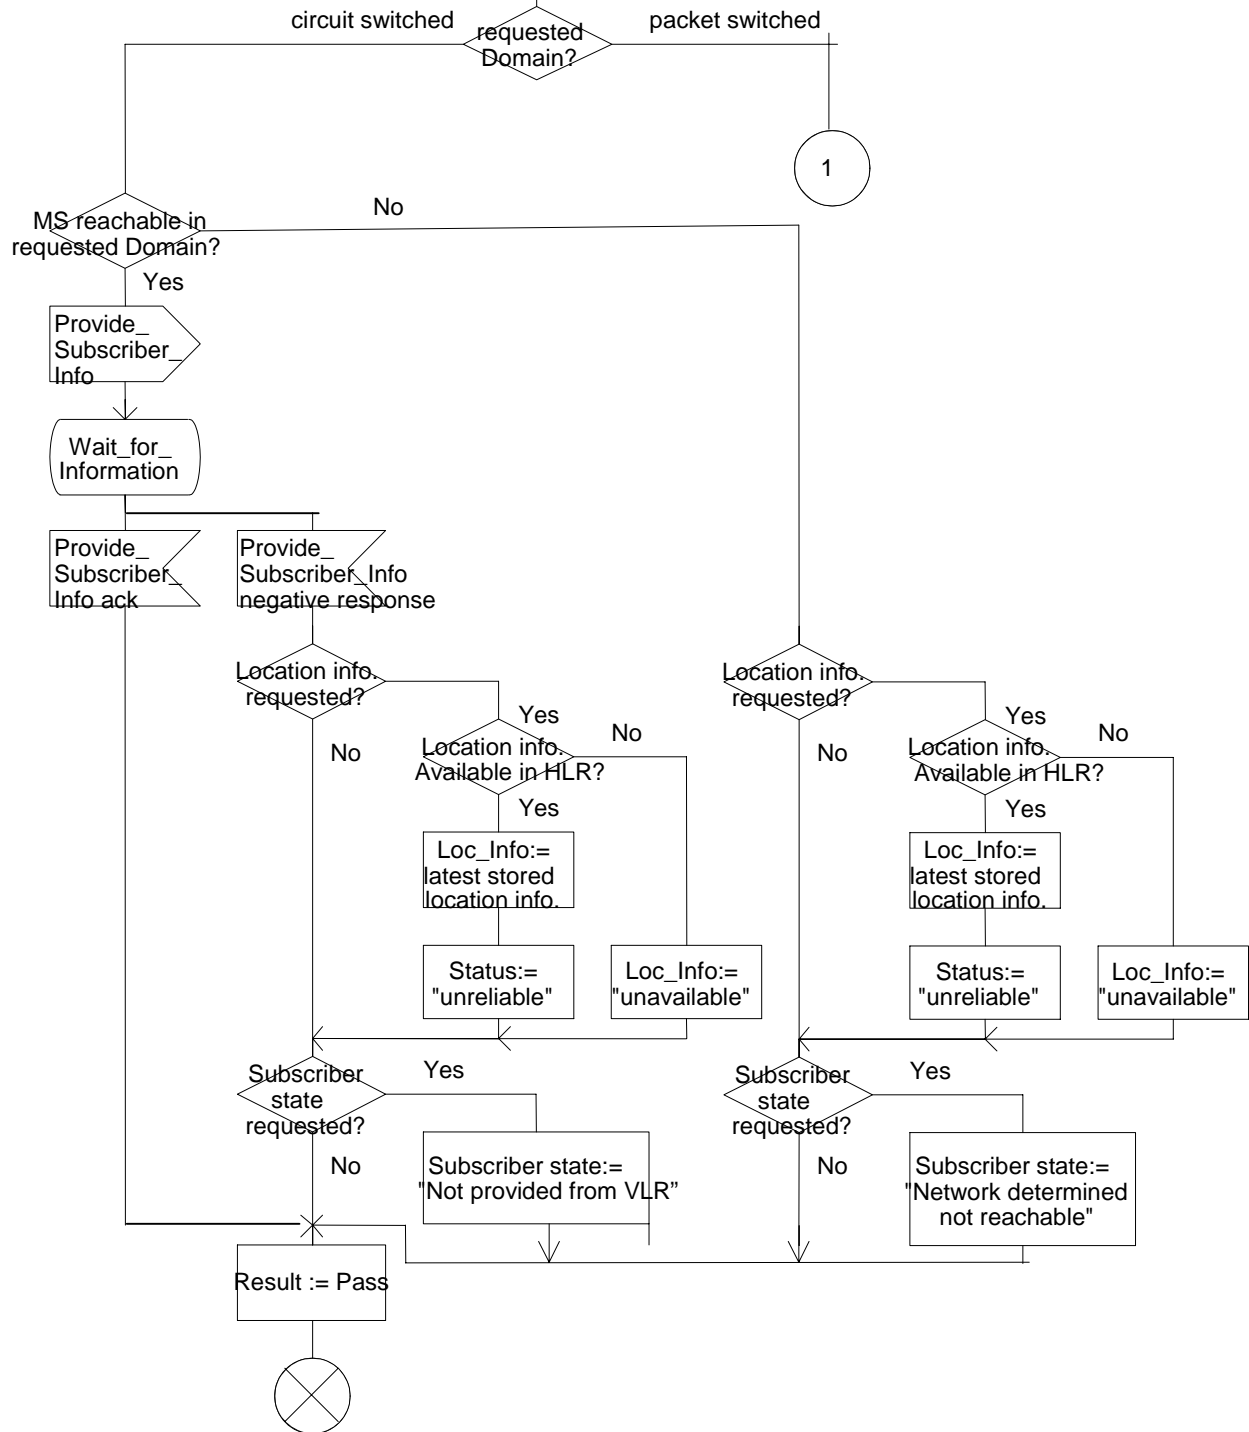 circuit switched
requested
Domain?
packet switched
1
MS reachable in
requested Domain?
No
Yes
Provide_
Subscriber_
Info
Wait_for_
Information
Provide_
Subscriber_
Info ack
Provide_
Subscriber_Info
negative response
Location info.
requested?
Yes
No
Location info.
Available in HLR?
No
Yes
Loc_Info:=
latest stored
location info.
Status:=
"unreliable"
Loc_Info:=
"unavailable"
Subscriber
state
requested?
Yes
No
Subscriber state:=
"Not provided from VLR”
Location info.
requested?
Yes
No
Location info.
Available in HLR?
No
Yes
Loc_Info:=
latest stored
location info.
Status:=
"unreliable"
Loc_Info:=
"unavailable"
Subscriber
state
requested?
Yes
No
Subscriber state:=
"Network determined
not reachable"
Result := Pass